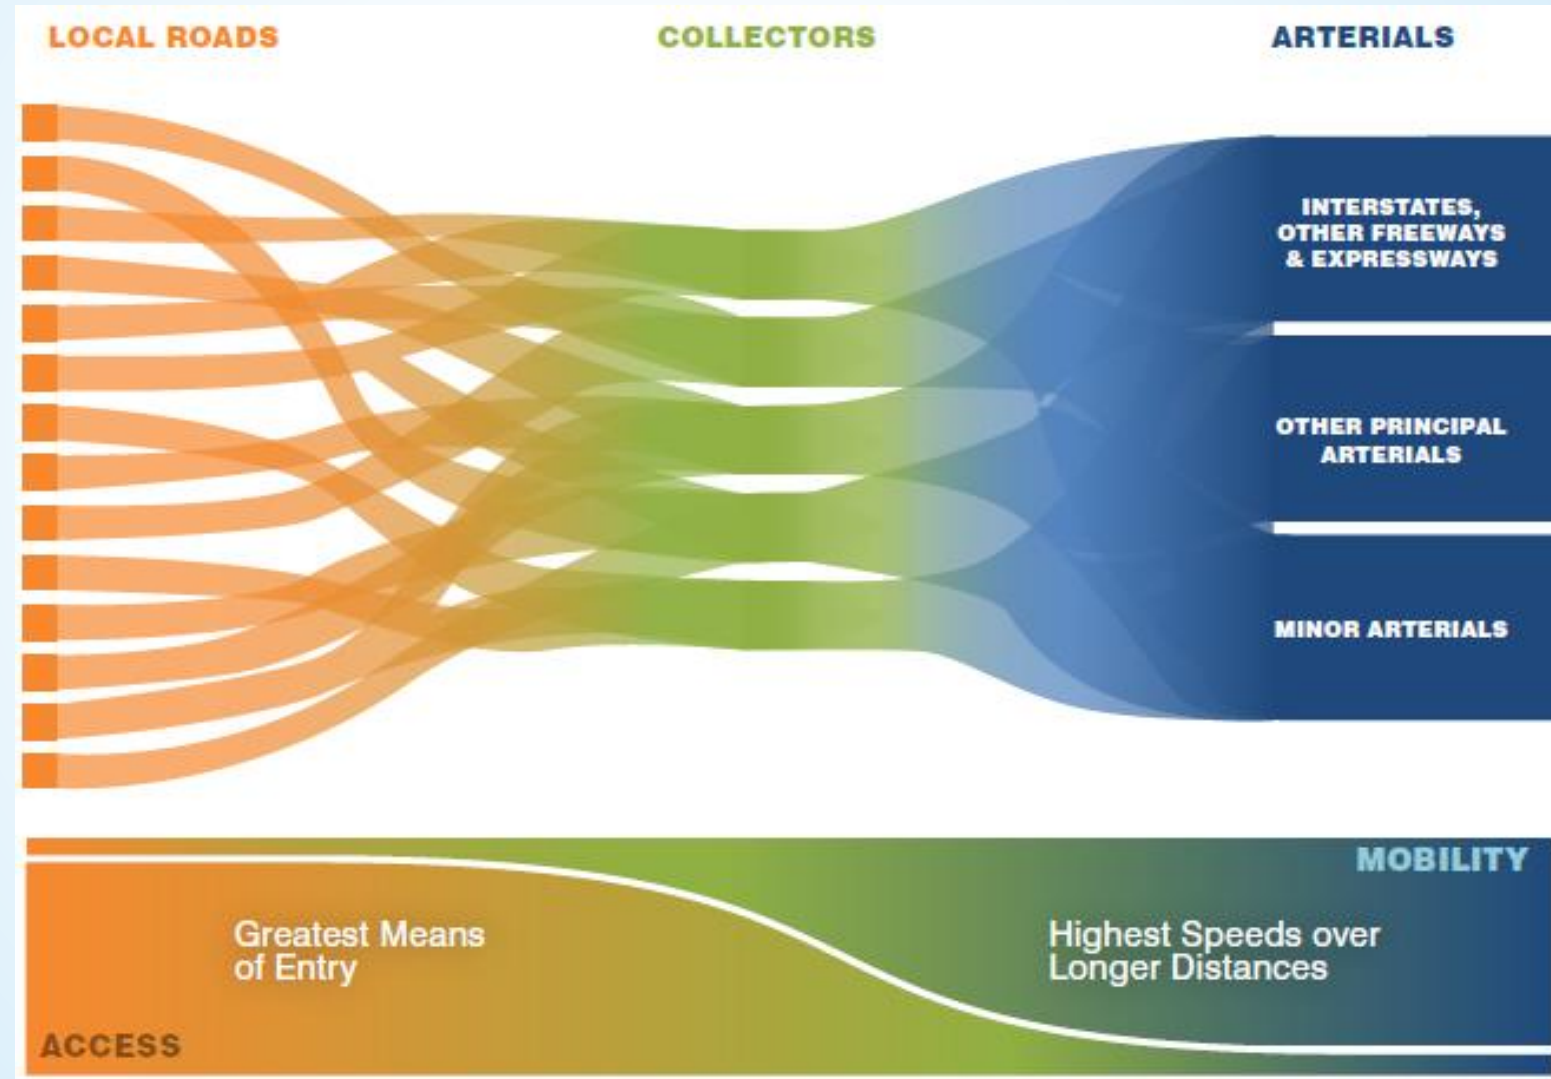 LOCAL ROADS
COLLECTORS
ARTERIALS
INTERSTATES,
OTHER FREEWAYS
& EXPRESSWAYS
OTHER PRINCIPAL
ARTERIALS
MINOR ARTERIALS
MOBILITY
Greatest Means
of Entry
Highest Speeds over
Longer Distances
ACCESS